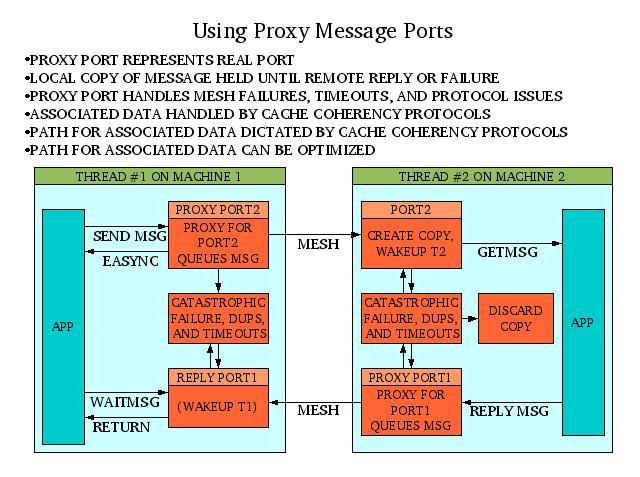 Using Proxy Message Ports
•PROXY PORT REPRESENTS REAL PORT
•LOCAL COPY OF MESSAGE HELD UNTIL REMOTE REPLY OR FAILURE
•PROXY PORT HANDLES MESH FAILURES, TIMEOUTS, AND PROTOCOL ISSUES
•ASSOCIATED DATA HANDLED BY CACHE COHERENCY PROTOCOLS
•PATH FOR ASSOCIATED DATA DICTATED BY CACHE COHERENCY PROTOCOLS
•PATH FOR ASSOCIATED DATA CAN BE OPTIMIZED
THREAD #1 ON MACHINE 1
APP
SEND MSG
EASYNC
PROXY PORT2
PROXY FOR
PORT2
QUEUES MSG
CATASTROPHIC
FAILURE, DUPS,
AND TIMEOUTS
REPLY PORT1
(WAKEUP T1)
WAITMSG
RETURN
MESH
MESH
THREAD #2 ON MACHINE 2
PORT2
CREATE COPY,
WAKEUP T2
GETMSG
CATASTROPHIC
FAILURE, DUPS,
AND TIMEOUTS
DISCARD
COPY
APP
PROXY PORT1
PROXY FOR
PORT1
QUEUES MSG
REPLY MSG